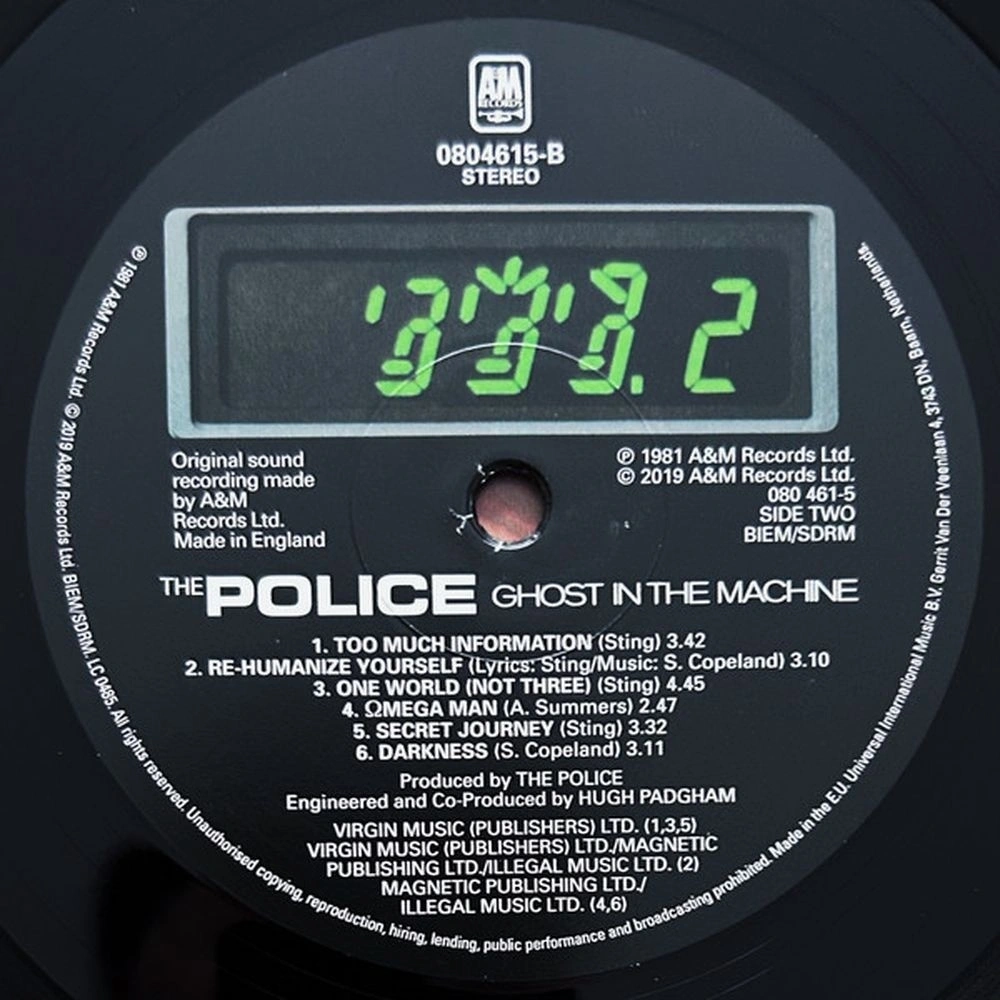 A&M
RECORDS
0804615-B
STEREO
.2
Original sound
recording made
by A&M
Records Ltd.
Made in England
℗ 1981 A&M Records Ltd.
© 2019 A&M Records Ltd.
080 461-5
SIDE TWO
BIEM/SDRM
THE POLICE GHOST IN THE MACHINE
1. TOO MUCH INFORMATION (Sting) 3.42
2. RE-HUMANIZE YOURSELF (Lyrics: Sting/Music: S. Copeland) 3.10
3. ONE WORLD (NOT THREE) (Sting) 4.45
4. ΩMEGA MAN (A. Summers) 2.47
5. SECRET JOURNEY (Sting) 3.32
6. DARKNESS (S. Copeland) 3.11
Produced by THE POLICE
Engineered and Co-Produced by HUGH PADGHAM
VIRGIN MUSIC (PUBLISHERS) LTD. (1,3,5)
VIRGIN MUSIC (PUBLISHERS) LTD./MAGNETIC
PUBLISHING LTD./ILLEGAL MUSIC LTD. (2)
MAGNETIC PUBLISHING LTD./
ILLEGAL MUSIC LTD. (4,6)
℗ 1981 A&M Records Ltd. © 2019 A&M Records Ltd. BIEM/SDRM. LC 0485. All rights reserved. Unauthorised copying, reproduction, hiring, lending, public performance and broadcasting prohibited. Made in the E.U. Universal International Music B.V. Gerrit Van Der Veenlaan 4, 3743 DN, Baarn, Netherlands.